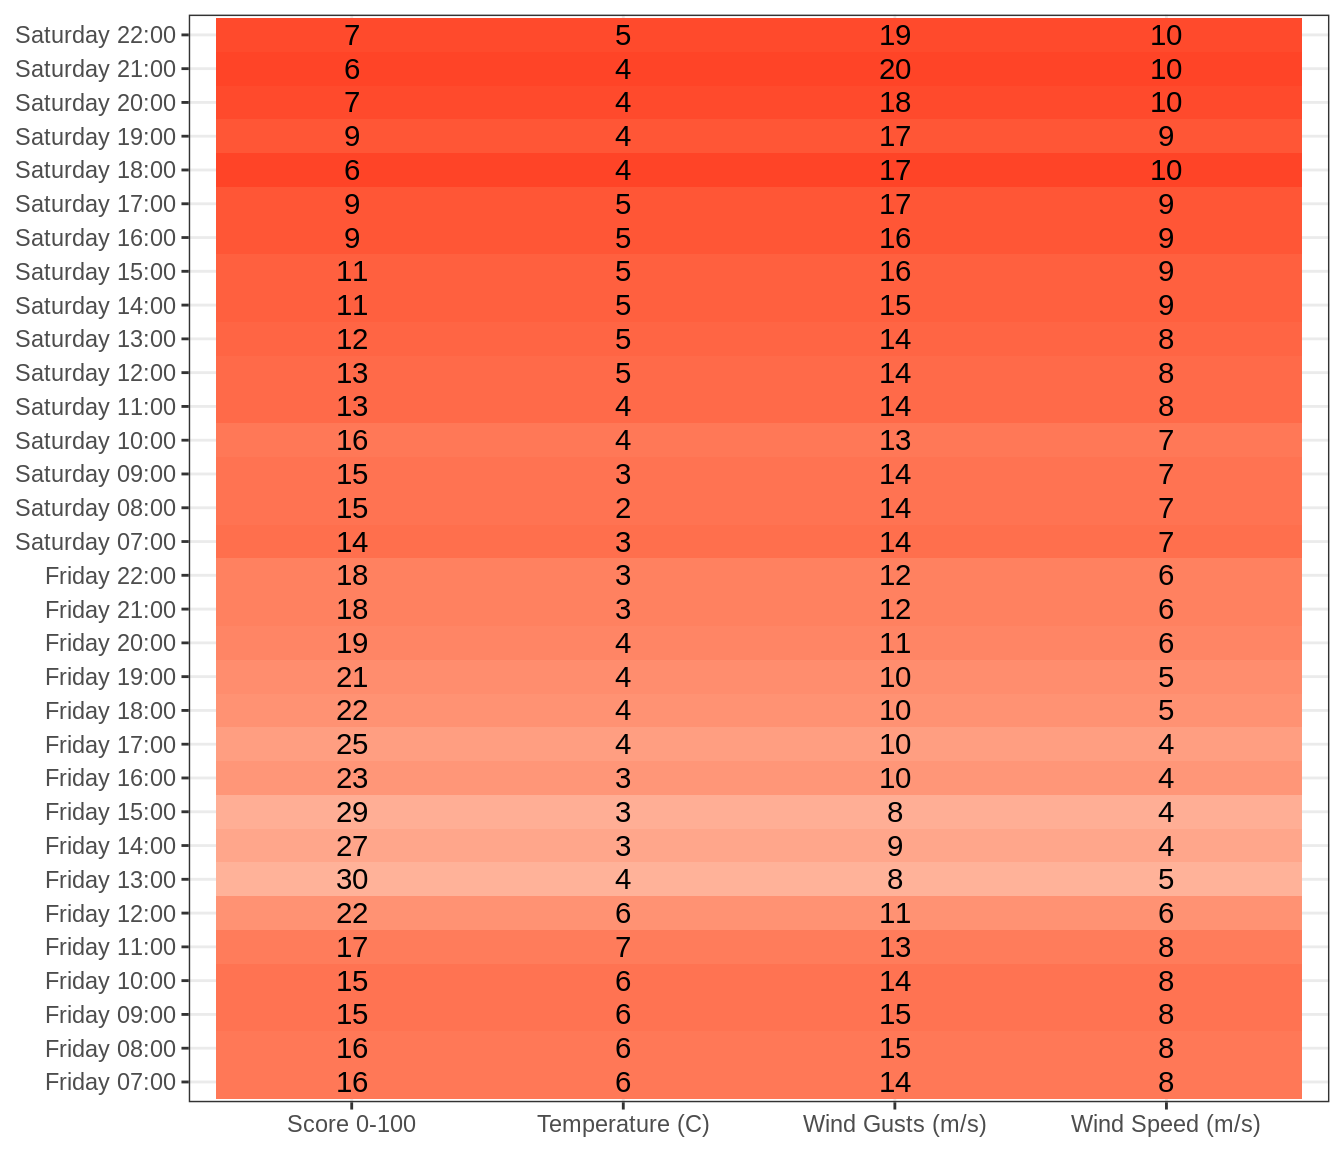 Saturday 22:00 7 5 19 10
Saturday 21:00 6 4 20 10
Saturday 20:00 7 4 18 10
Saturday 19:00 9 4 17 9
Saturday 18:00 6 4 17 10
Saturday 17:00 9 5 17 9
Saturday 16:00 9 5 16 9
Saturday 15:00 11 5 16 9
Saturday 14:00 11 5 15 9
Saturday 13:00 12 5 14 8
Saturday 12:00 13 5 14 8
Saturday 11:00 13 4 14 8
Saturday 10:00 16 4 13 7
Saturday 09:00 15 3 14 7
Saturday 08:00 15 2 14 7
Saturday 07:00 14 3 14 7
Friday 22:00 18 3 12 6
Friday 21:00 18 3 12 6
Friday 20:00 19 4 11 6
Friday 19:00 21 4 10 5
Friday 18:00 22 4 10 5
Friday 17:00 25 4 10 4
Friday 16:00 23 3 10 4
Friday 15:00 29 3 8 4
Friday 14:00 27 3 9 4
Friday 13:00 30 4 8 5
Friday 12:00 22 6 11 6
Friday 11:00 17 7 13 8
Friday 10:00 15 6 14 8
Friday 09:00 15 6 15 8
Friday 08:00 16 6 15 8
Friday 07:00 16 6 14 8
Score 0-100 Temperature (C) Wind Gusts (m/s) Wind Speed (m/s)